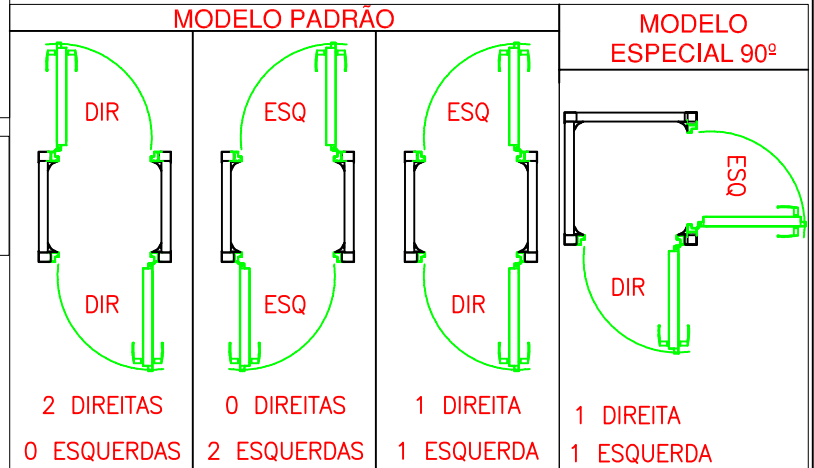 MODELO PADRÃO
MODELO
ESPECIAL 90º
DIR
ESQ
ESQ
ESQ
DIR
ESQ
DIR
DIR
2 DIREITAS
0 ESQUERDAS
0 DIREITAS
2 ESQUERDAS
1 DIREITA
1 ESQUERDA
1 DIREITA
1 ESQUERDA